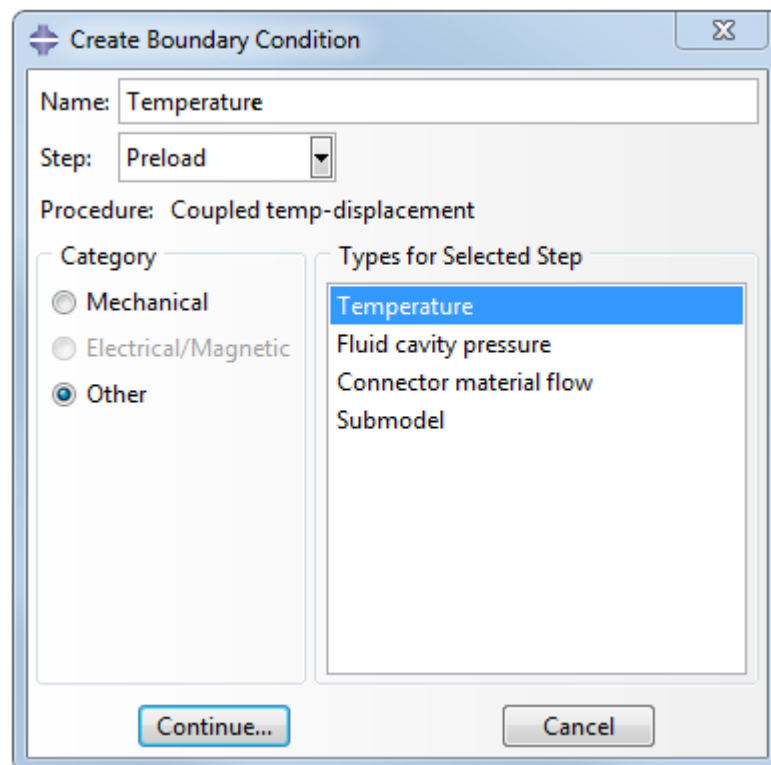 Create Boundary Condition
Name: Temperature
Step: Preload
Procedure: Coupled temp-displacement
Category
Mechanical
Electrical/Magnetic
Other
Types for Selected Step
Temperature
Fluid cavity pressure
Connector material flow
Submodel
Continue... Cancel